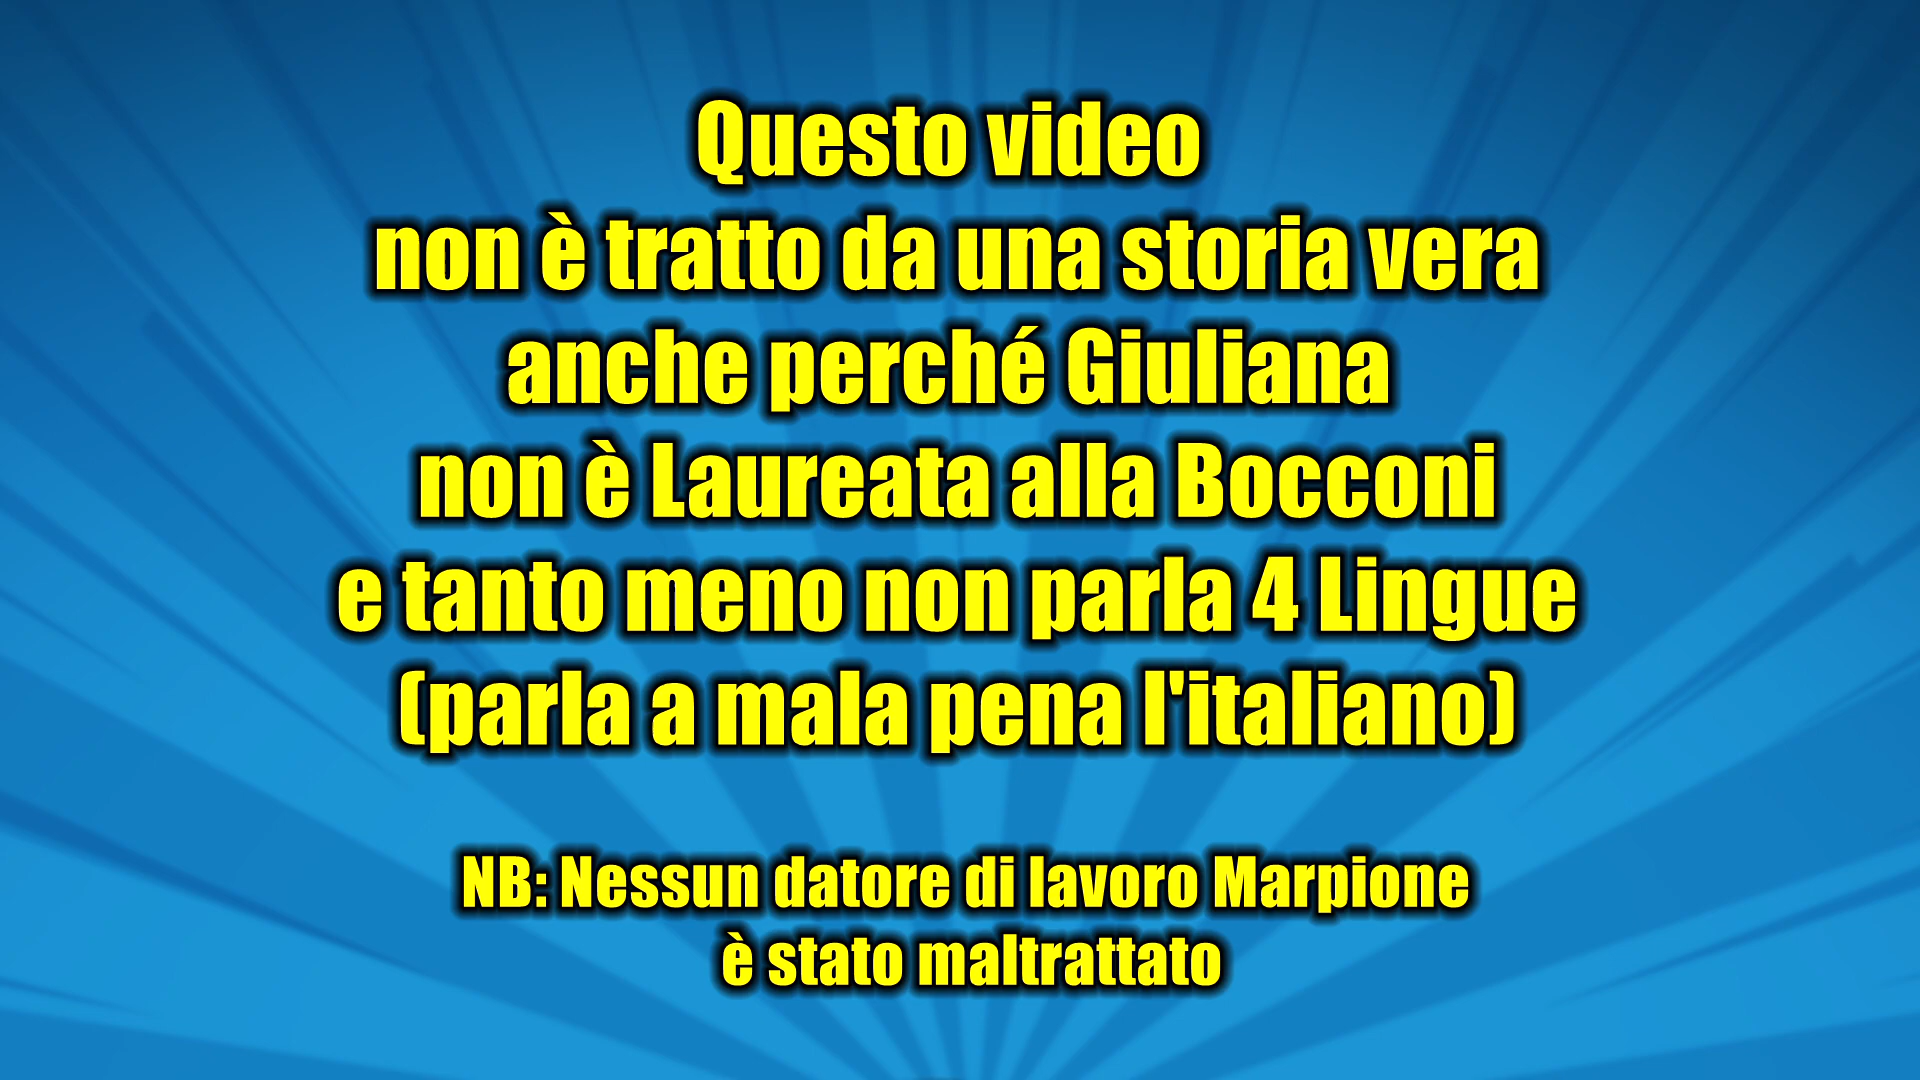 Questo video
non è tratto da una storia vera
anche perché Giuliana
non è Laureata alla Bocconi
e tanto meno non parla 4 Lingue
(parla a mala pena l'italiano)
NB: Nessun datore di lavoro Marpione
è stato maltrattato